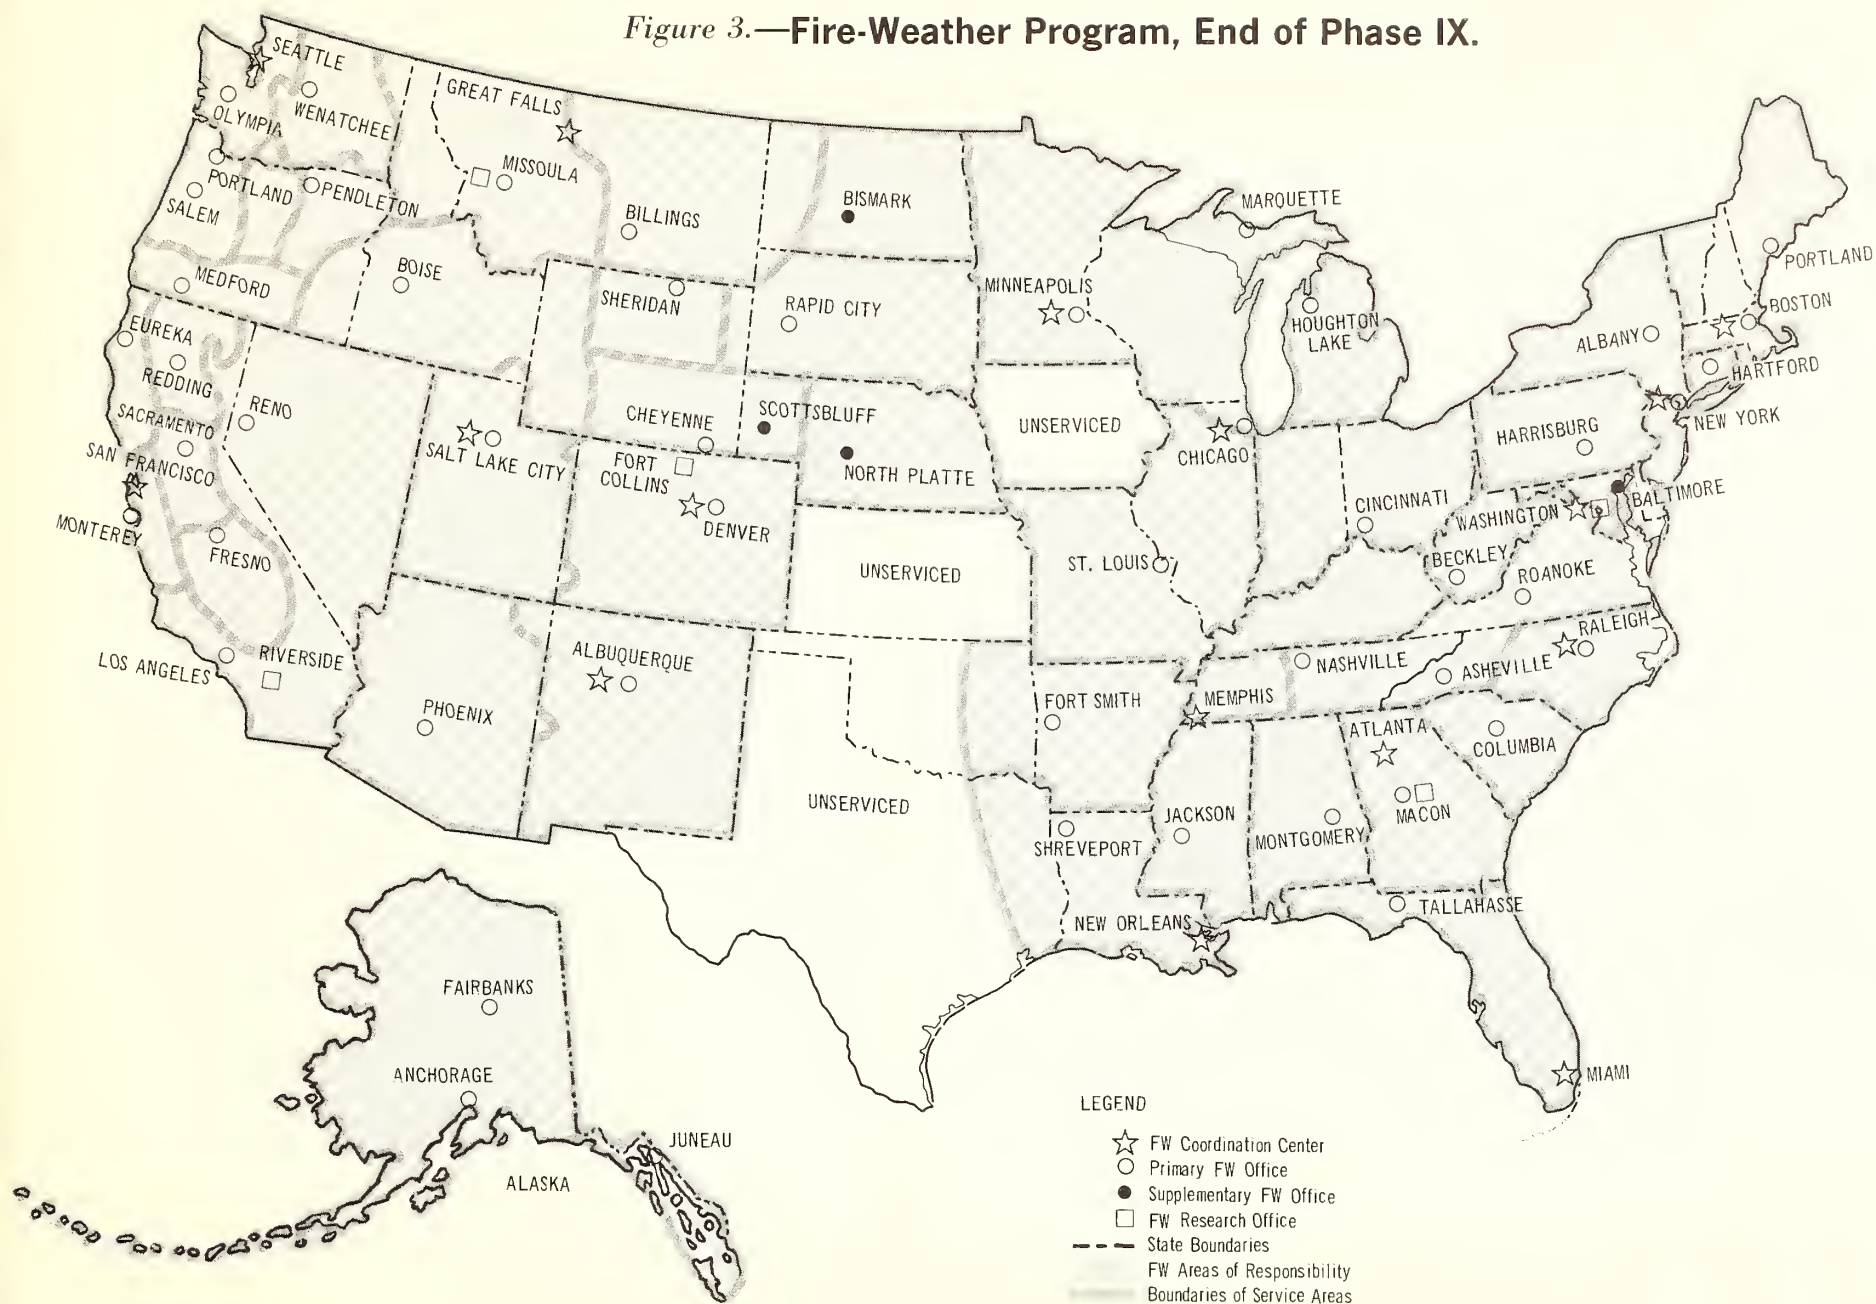 Figure 3.—Fire-Weather Program, End of Phase IX.
SEATTLE
OLYMPIA
WENATCHEE
GREAT FALLS
MISSOULA
PORTLAND
PENDLETON
SALEM
BILLINGS
BISMARK
MARQUETTE
MEDFORD
BOISE
SHERIDAN
RAPID CITY
MINNEAPOLIS
HOUGHTON
LAKE
PORTLAND
BOSTON
ALBANY
HARTFORD
EUREKA
REDDING
RENO
SACRAMENTO
SAN FRANCISCO
MONTEREY
FRESNO
SALT LAKE CITY
CHEYENNE
SCOTTSBLUFF
FORT
COLLINS
NORTH PLATTE
DENVER
UNSERVICED
CHICAGO
NEW YORK
HARRISBURG
BALTIMORE
WASHINGTON
CINCINNATI
BECKLEY
ROANOKE
UNSERVICED
ST. LOUIS
RALEIGH
LOS ANGELES
RIVERSIDE
ALBUQUERQUE
PHOENIX
FORT SMITH
MEMPHIS
NASHVILLE
ASHEVILLE
ATLANTA
COLUMBIA
UNSERVICED
SHREVEPORT
JACKSON
MONTGOMERY
MACON
NEW ORLEANS
TALLAHASSE
MIAMI
FAIRBANKS
ANCHORAGE
JUNEAU
ALASKA
LEGEND
FW Coordination Center
Primary FW Office
Supplementary FW Office
FW Research Office
State Boundaries
FW Areas of Responsibility
Boundaries of Service Areas